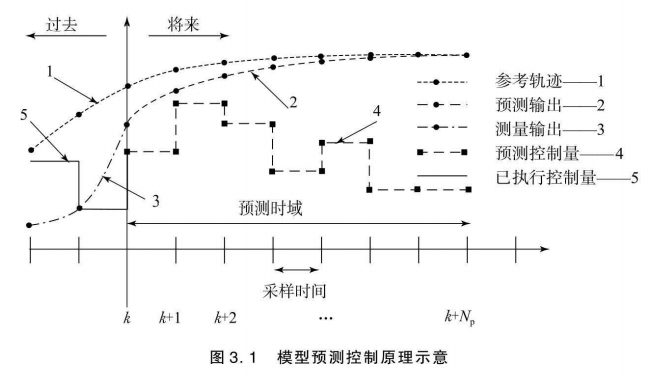 过去
将来
1
参考轨迹——1
5
2
预测输出——2
4
测量输出——3
预测控制量——4
3
已执行控制量——5
预测时域
采样时间
k k+1 k+2 ... k+Np
图 3. 1 模型预测控制原理示意